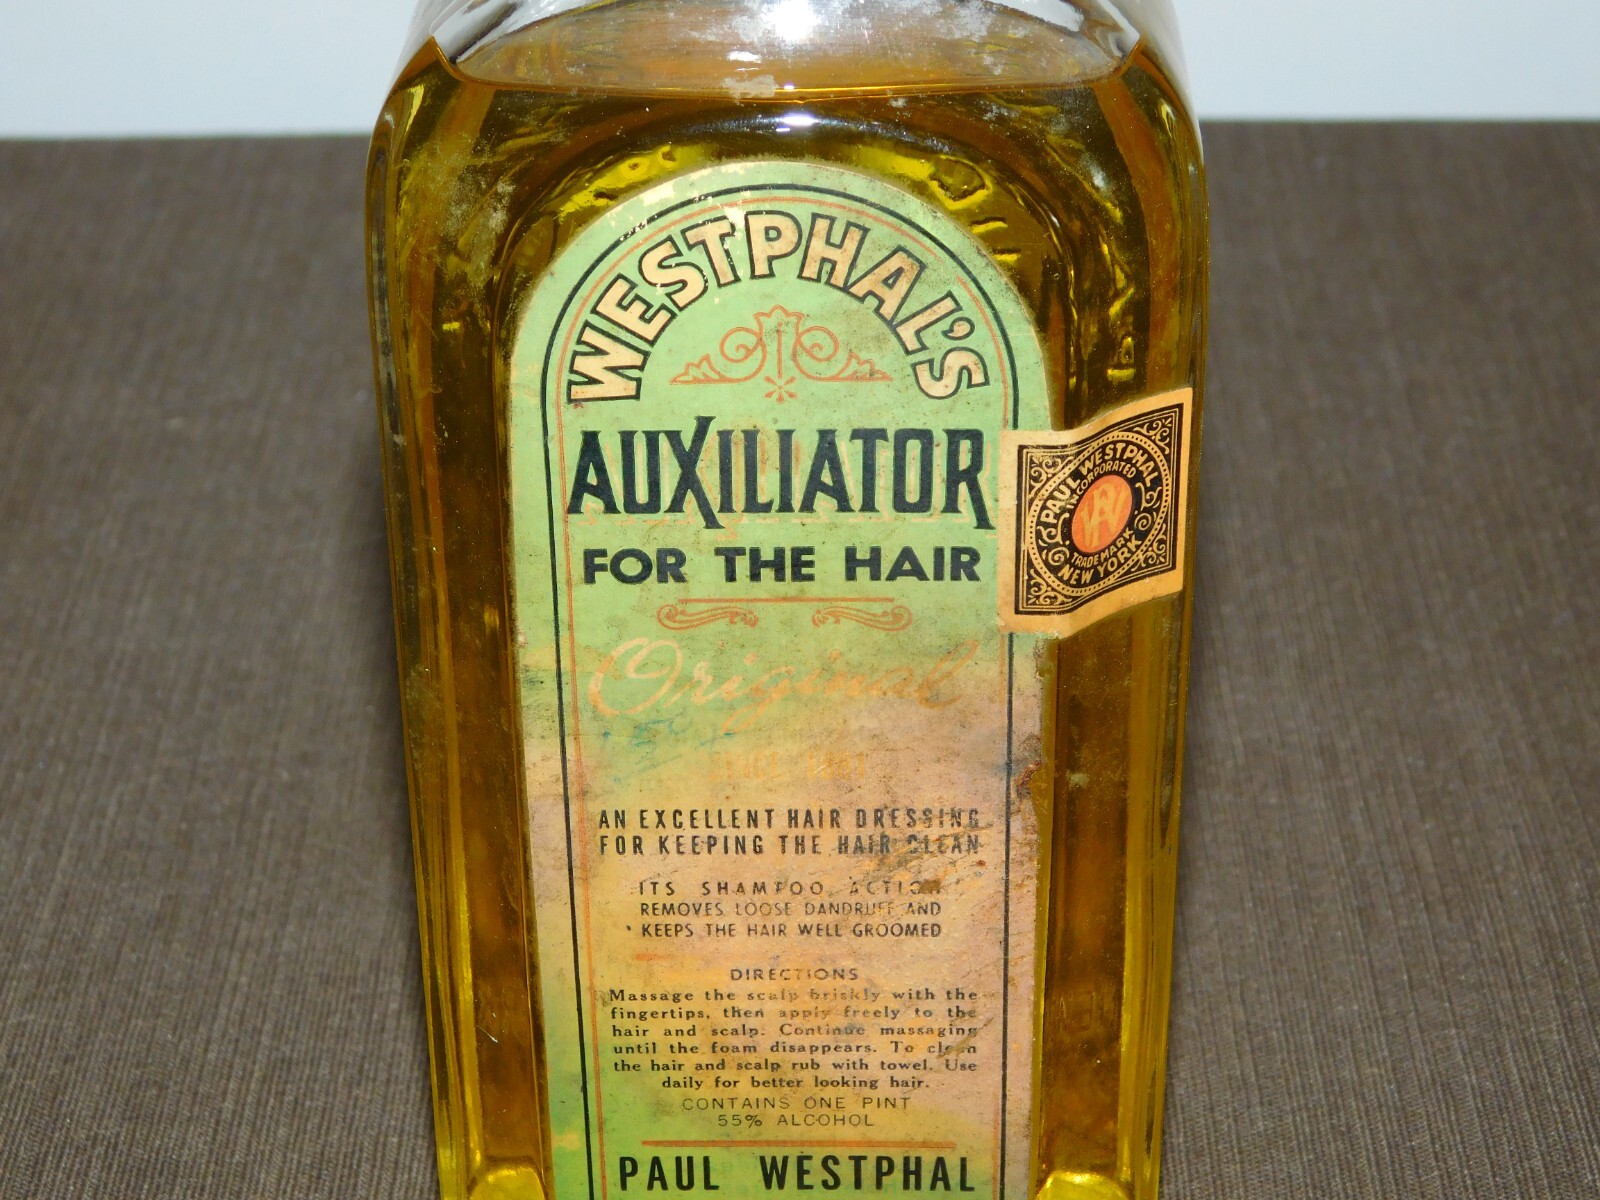 WESTPHAL'S
AUXILIATOR
FOR THE HAIR
Original
AN EXCELLENT HAIR DRESSING
FOR KEEPING THE HAIR CLEAN
ITS SHAMPOO ACTION
REMOVES LOOSE DANDRUFF AND
KEEPS THE HAIR WELL GROOMED
DIRECTIONS
Massage the scalp briskly with the
fingertips, then apply freely to the
hair and scalp. Continue massaging
until the foam disappears. To clean
the hair and scalp rub with towel. Use
daily for better looking hair.
CONTAINS ONE PINT
55% ALCOHOL
PAUL WESTPHAL
PAUL WESTPHAL
INCORPORATED
PW
TRADE MARK
NEW YORK